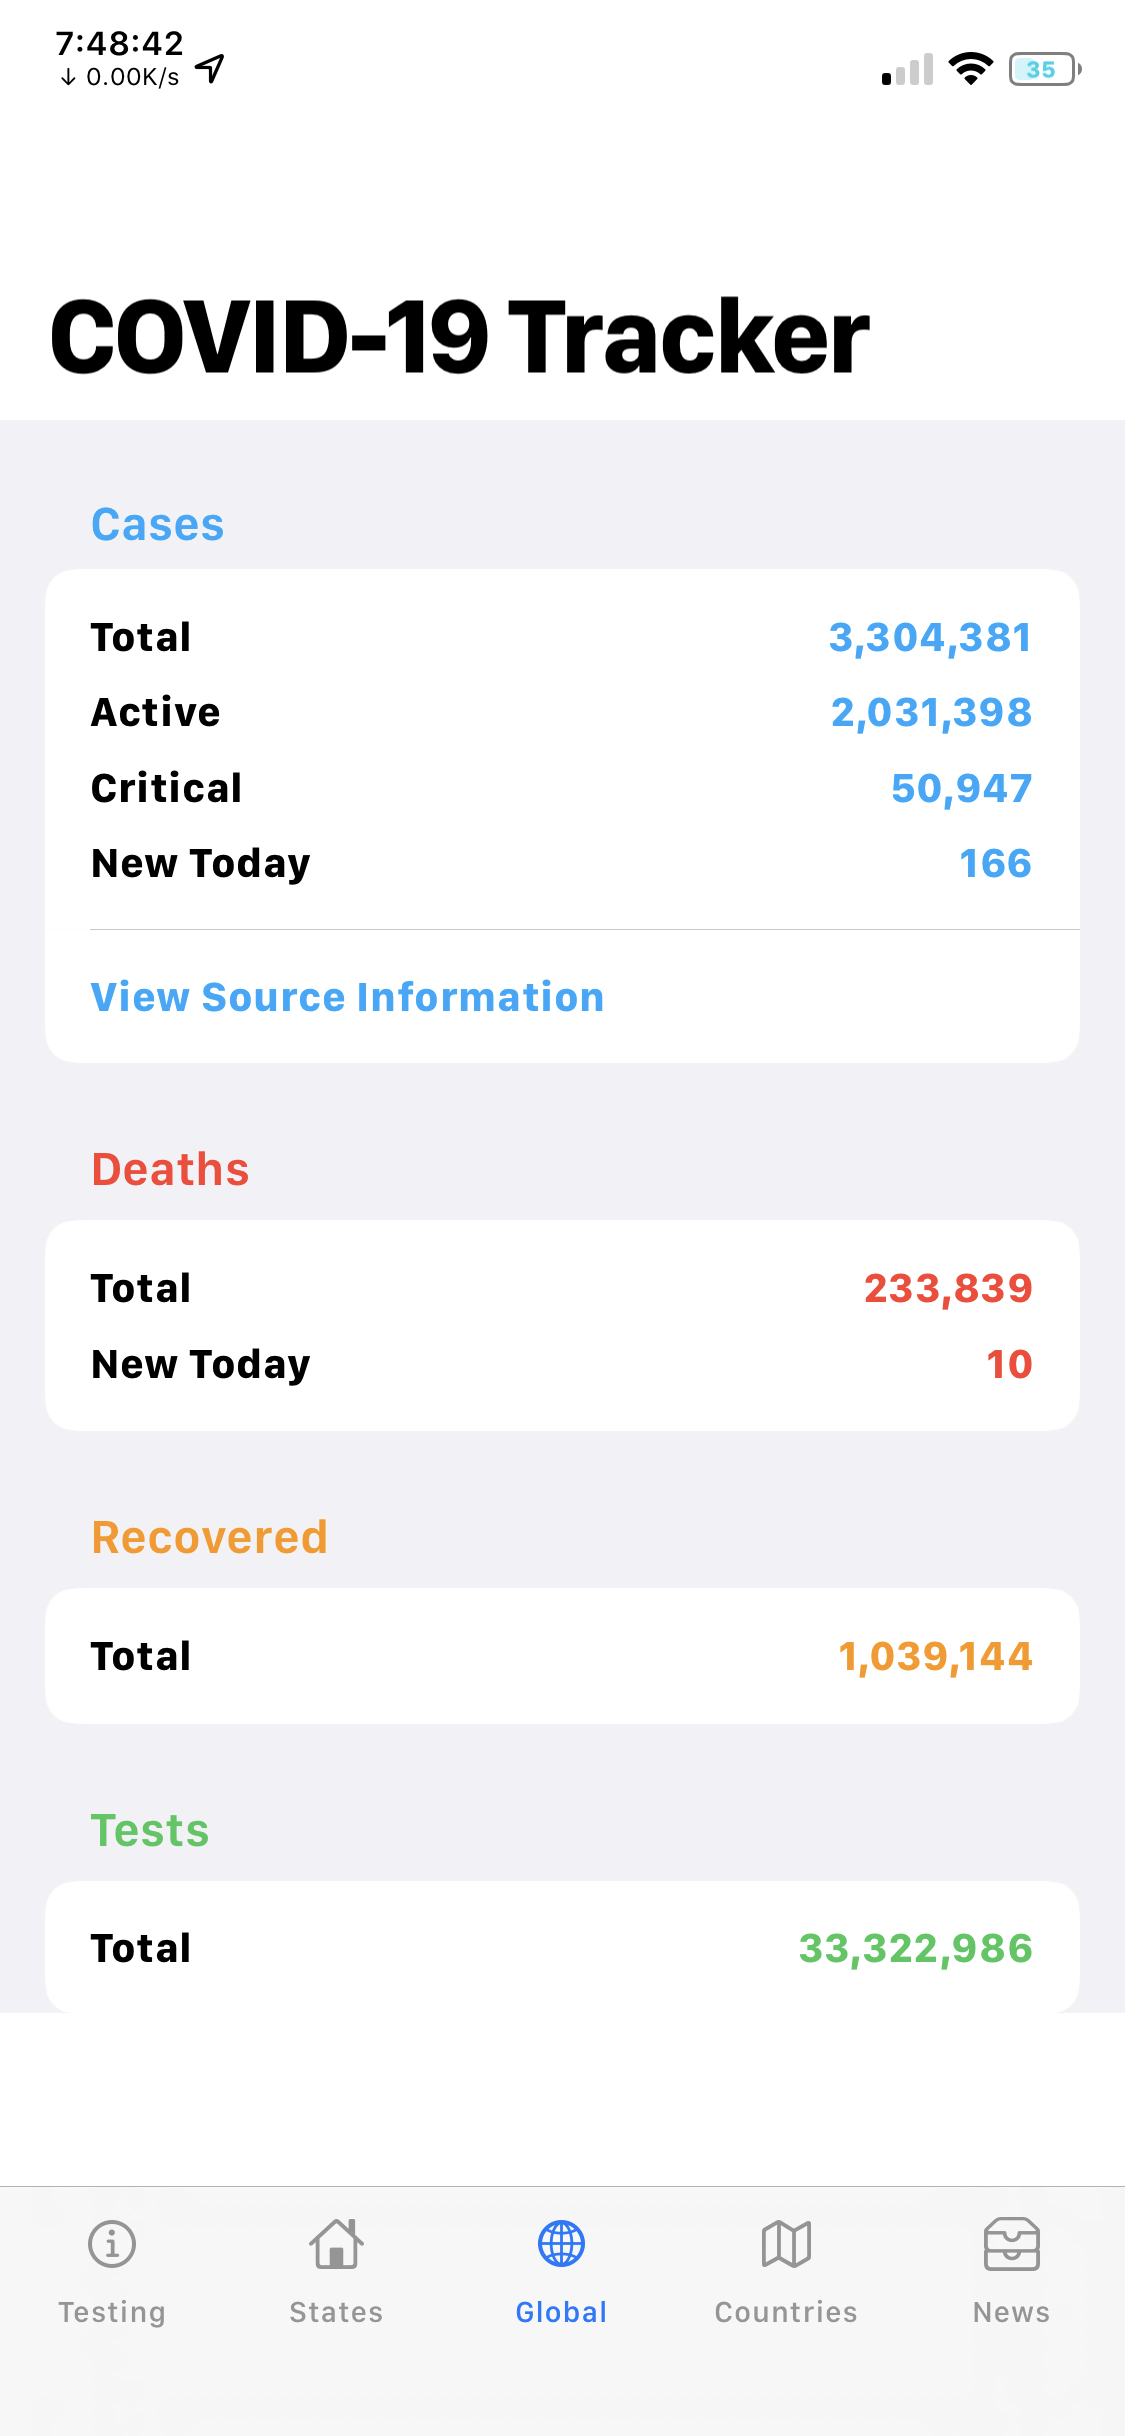 7:48:42
↓ 0.00K/s
35
COVID-19 Tracker
Cases
Total 3,304,381
Active 2,031,398
Critical 50,947
New Today 166
View Source Information
Deaths
Total 233,839
New Today 10
Recovered
Total 1,039,144
Tests
Total 33,322,986
Testing States Global Countries News